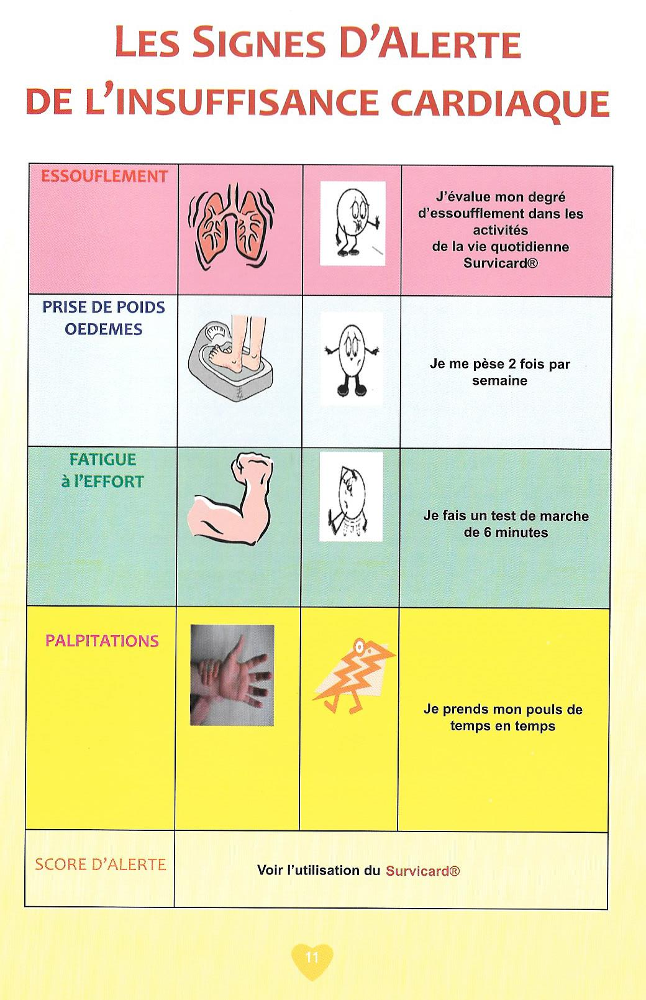 LES SIGNES D'ALERTE
DE L'INSUFFISANCE CARDIAQUE
ESSOUFLEMENT
J'évalue mon degré
d'essoufflement dans les
activités
de la vie quotidienne
Survicard®
PRISE DE POIDS
OEDEMES
Je me pèse 2 fois par
semaine
FATIGUE
à l'EFFORT
Je fais un test de marche
de 6 minutes
PALPITATIONS
Je prends mon pouls de
temps en temps
SCORE D'ALERTE
Voir l'utilisation du Survicard®
11